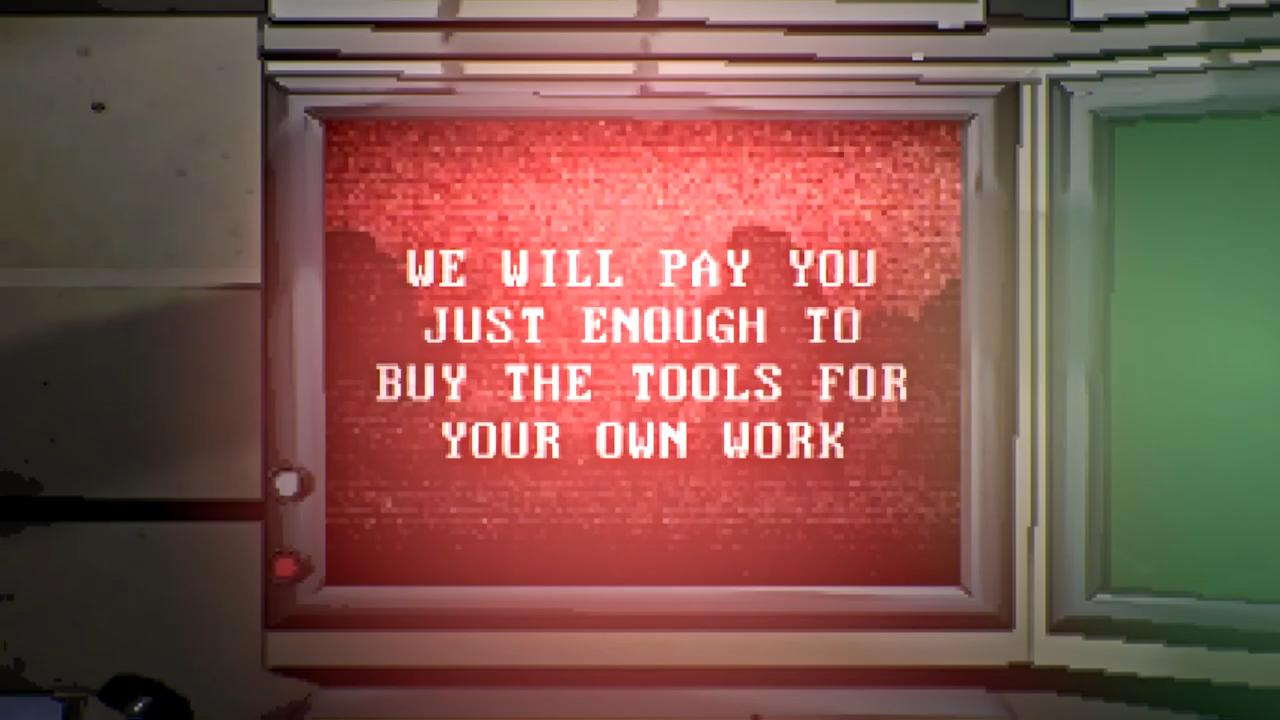 WE WILL PAY YOU
JUST ENOUGH TO
BUY THE TOOLS FOR
YOUR OWN WORK